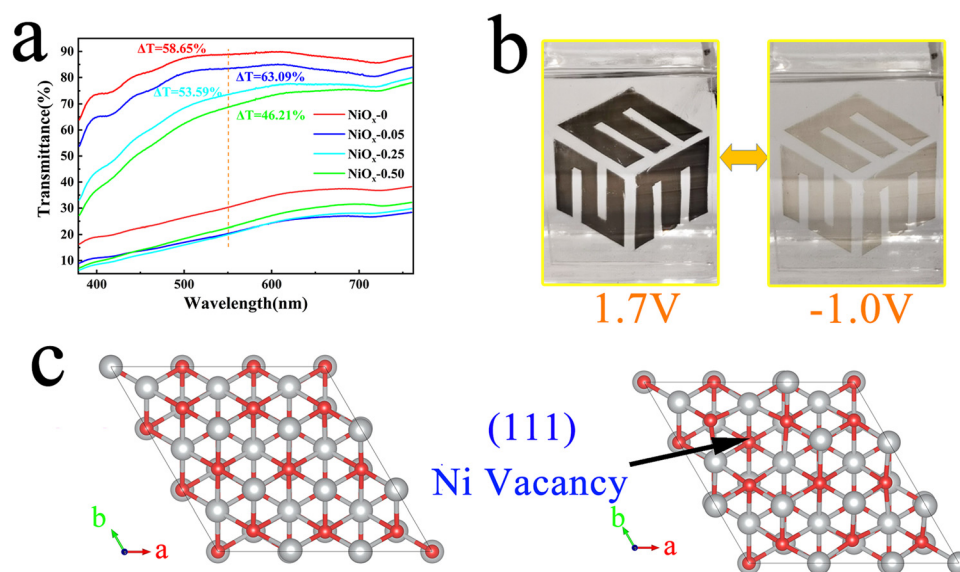 a
ΔT=58.65%
ΔT=63.09%
ΔT=53.59%
ΔT=46.21%
NiOₓ-0
NiOₓ-0.05
NiOₓ-0.25
NiOₓ-0.50
Transmittance(%)
90
80
70
60
50
40
30
20
10
400
500
600
700
Wavelength(nm)
b
1.7V
-1.0V
c
b
a
(111)
Ni Vacancy
b
a